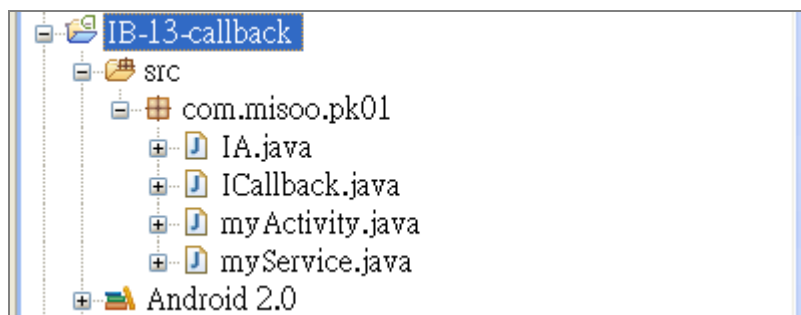 IB-13-callback
src
com.misoo.pk01
IA.java
ICallback.java
myActivity.java
myService.java
Android 2.0